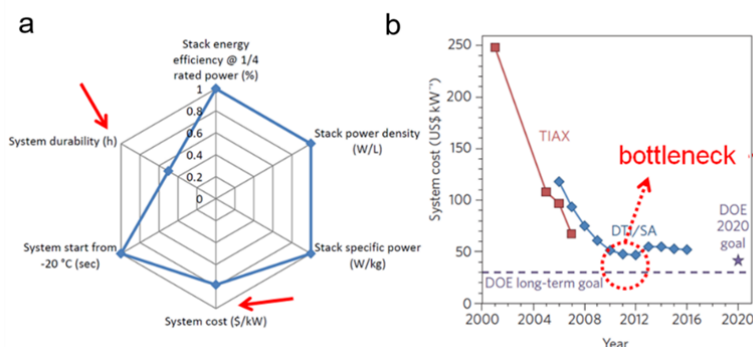 a
Stack energy
efficiency @ 1/4
rated power (%)
1
0.8
0.6
0.4
0.2
0
System durability (h)
Stack power density
(W/L)
System start from
-20 °C (sec)
Stack specific power
(W/kg)
System cost ($/kW)
b
System cost (US$ kW⁻¹)
250
200
150
100
50
0
TIAX
bottleneck
DTI/SA
DOE
2020
goal
DOE long-term goal
2000 2004 2008 2012 2016 2020
Year